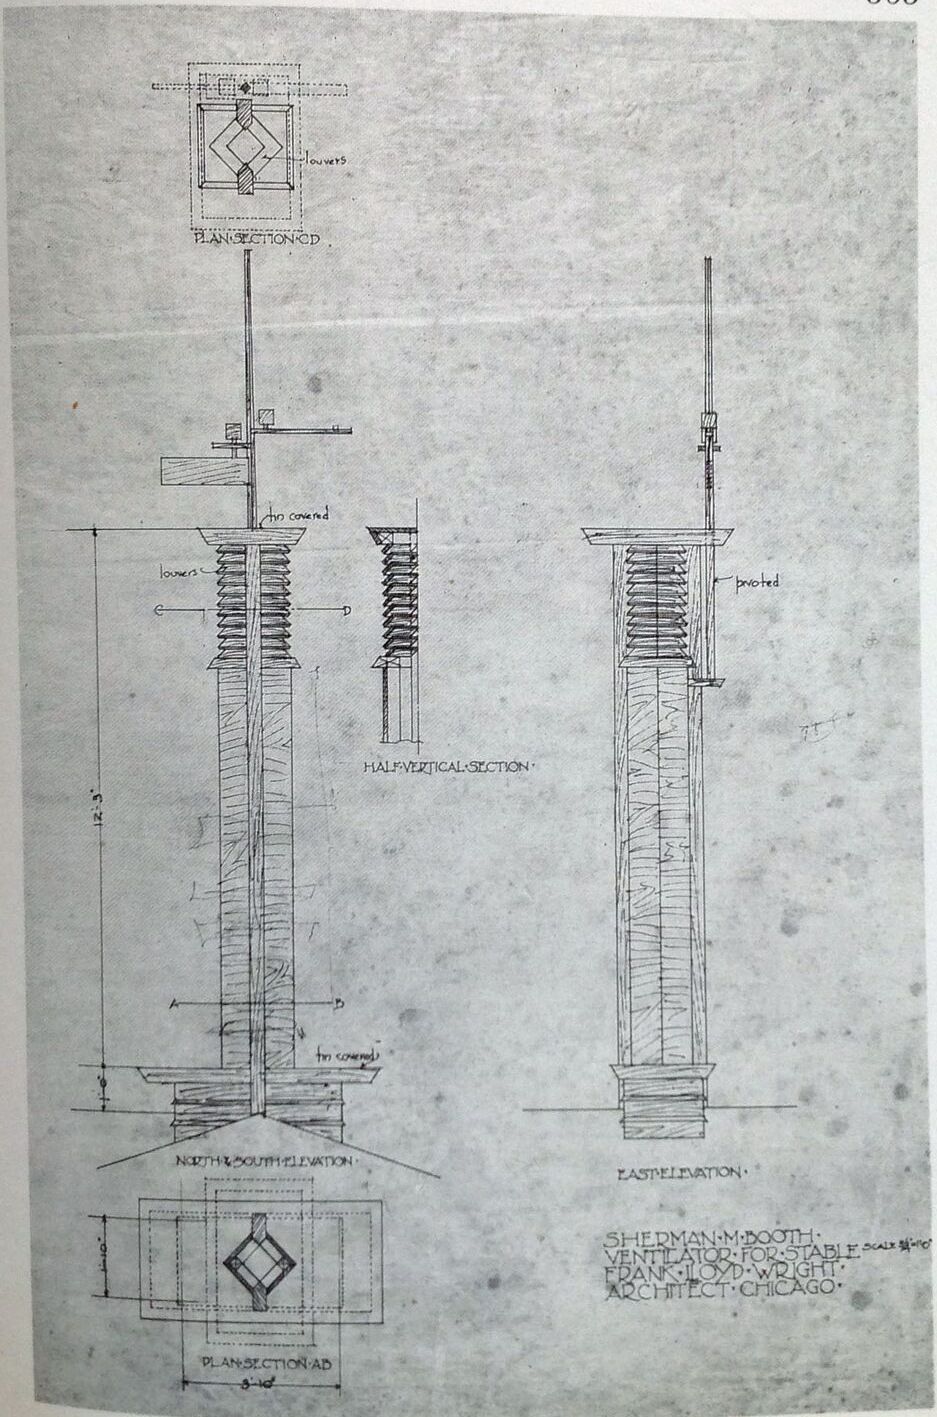 louvers
PLAN·SECTION·CD
tin covered
louvers
C
D
pivoted
HALF·VERTICAL·SECTION·
12'-3"
A
B
tin covered
1'-0"
NORTH & SOUTH·ELEVATION·
EAST·ELEVATION·
1'-10"
SHERMAN·M·BOOTH·
VENTILATOR·FOR·STABLE SCALE
FRANK·LLOYD·WRIGHT·
ARCHITECT·CHICAGO·
PLAN·SECTION·AB
3'-10"